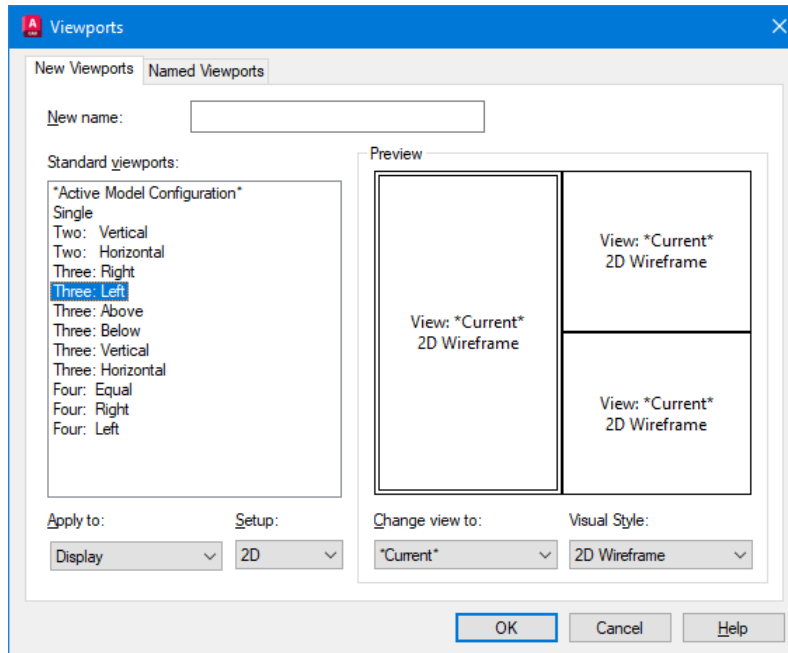 A
CAD
Viewports
New Viewports
Named Viewports
New name:
Standard viewports:
*Active Model Configuration*
Single
Two: Vertical
Two: Horizontal
Three: Right
Three: Left
Three: Above
Three: Below
Three: Vertical
Three: Horizontal
Four: Equal
Four: Right
Four: Left
Apply to:
Setup:
Display
2D
Preview
View: *Current*
2D Wireframe
View: *Current*
2D Wireframe
View: *Current*
2D Wireframe
Change view to:
Visual Style:
*Current*
2D Wireframe
OK
Cancel
Help